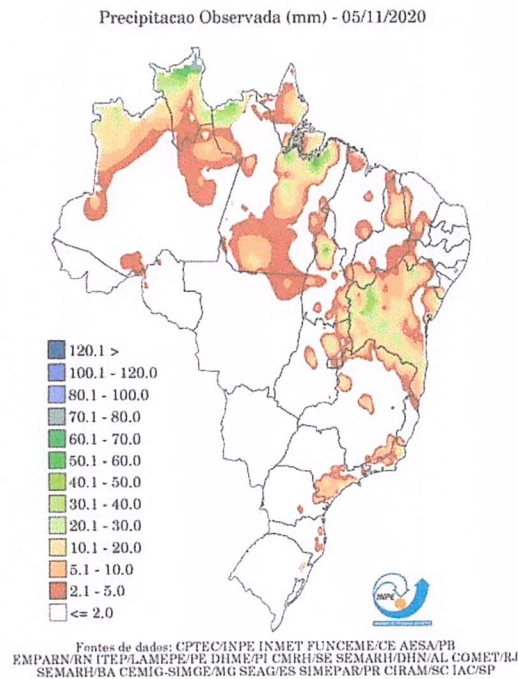 Precipitacao Observada (mm) - 05/11/2020
120.1 >
100.1 - 120.0
80.1 - 100.0
70.1 - 80.0
60.1 - 70.0
50.1 - 60.0
40.1 - 50.0
30.1 - 40.0
20.1 - 30.0
10.1 - 20.0
5.1 - 10.0
2.1 - 5.0
<= 2.0
INPE
Fontes de dados: CPTEC/INPE INMET FUNCEME/CE AESA/PB
EMPARN/RN ITEP/LAMEPE/PE DHME/PI CMRH/SE SEMARH/DHN/AL COMET/RJ
SEMARH/BA CEMIG-SIMGE/MG SEAG/ES SIMEPAR/PR CIRAM/SC IAC/SP